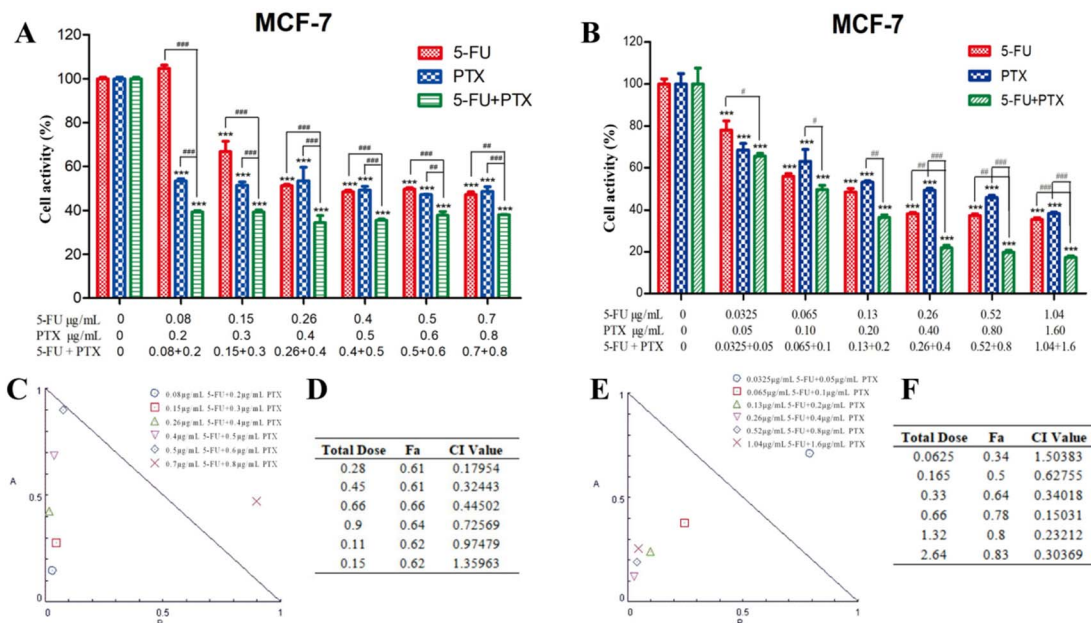 A
MCF-7
Cell activity (%)
120
100
80
60
40
20
0
5-FU
PTX
5-FU+PTX
###
***
###
***
***
###
***
###
***
***
###
***
###
***
***
###
***
###
***
***
###
***
##
***
***
##
***
###
***
5-FU µg/mL 0 0.08 0.15 0.26 0.4 0.5 0.7
PTX µg/mL 0 0.2 0.3 0.4 0.5 0.6 0.8
5-FU + PTX 0 0.08+0.2 0.15+0.3 0.26+0.4 0.4+0.5 0.5+0.6 0.7+0.8
B
MCF-7
Cell activity (%)
120
100
80
60
40
20
0
5-FU
PTX
5-FU+PTX
#
***
***
***
#
***
***
***
##
***
***
***
##
###
***
***
***
##
###
***
***
***
###
###
***
***
***
5-FU µg/mL 0 0.0325 0.065 0.13 0.26 0.52 1.04
PTX µg/mL 0 0.05 0.10 0.20 0.40 0.80 1.60
5-FU + PTX 0 0.0325+0.05 0.065+0.1 0.13+0.2 0.26+0.4 0.52+0.8 1.04+1.6
C
1
A
0.5
0
0.5
1
0.08µg/mL 5-FU+0.2µg/mL PTX
0.15µg/mL 5-FU+0.3µg/mL PTX
0.26µg/mL 5-FU+0.4µg/mL PTX
0.4µg/mL 5-FU+0.5µg/mL PTX
0.5µg/mL 5-FU+0.6µg/mL PTX
0.7µg/mL 5-FU+0.8µg/mL PTX
D
Total Dose Fa CI Value
0.28 0.61 0.17954
0.45 0.61 0.32443
0.66 0.66 0.44502
0.9 0.64 0.72569
0.11 0.62 0.97479
0.15 0.62 1.35963
E
1
A
0.5
0
0.5
1
0.0325µg/mL 5-FU+0.05µg/mL PTX
0.065µg/mL 5-FU+0.1µg/mL PTX
0.13µg/mL 5-FU+0.2µg/mL PTX
0.26µg/mL 5-FU+0.4µg/mL PTX
0.52µg/mL 5-FU+0.8µg/mL PTX
1.04µg/mL 5-FU+1.6µg/mL PTX
F
Total Dose Fa CI Value
0.0625 0.34 1.50383
0.165 0.5 0.62755
0.33 0.64 0.34018
0.66 0.78 0.15031
1.32 0.8 0.23212
2.64 0.83 0.30369